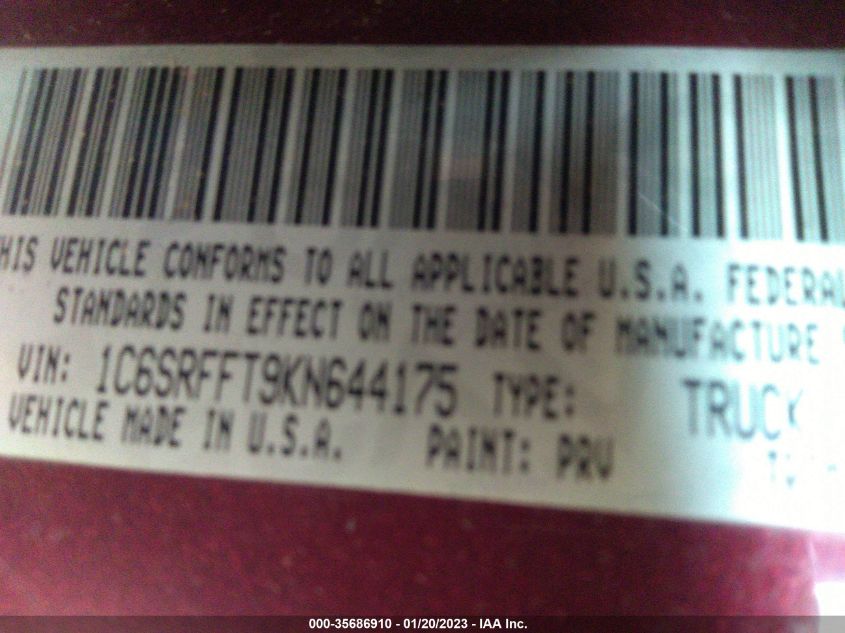 HIS VEHICLE CONFORMS TO ALL APPLICABLE U.S.A. FEDERAL
STANDARDS IN EFFECT ON THE DATE OF MANUFACTURE
VIN: 1C6SRFFT9KN644175 TYPE: TRUCK
VEHICLE MADE IN U.S.A. PAINT: PRV
000-35686910 - 01/20/2023 - IAA Inc.